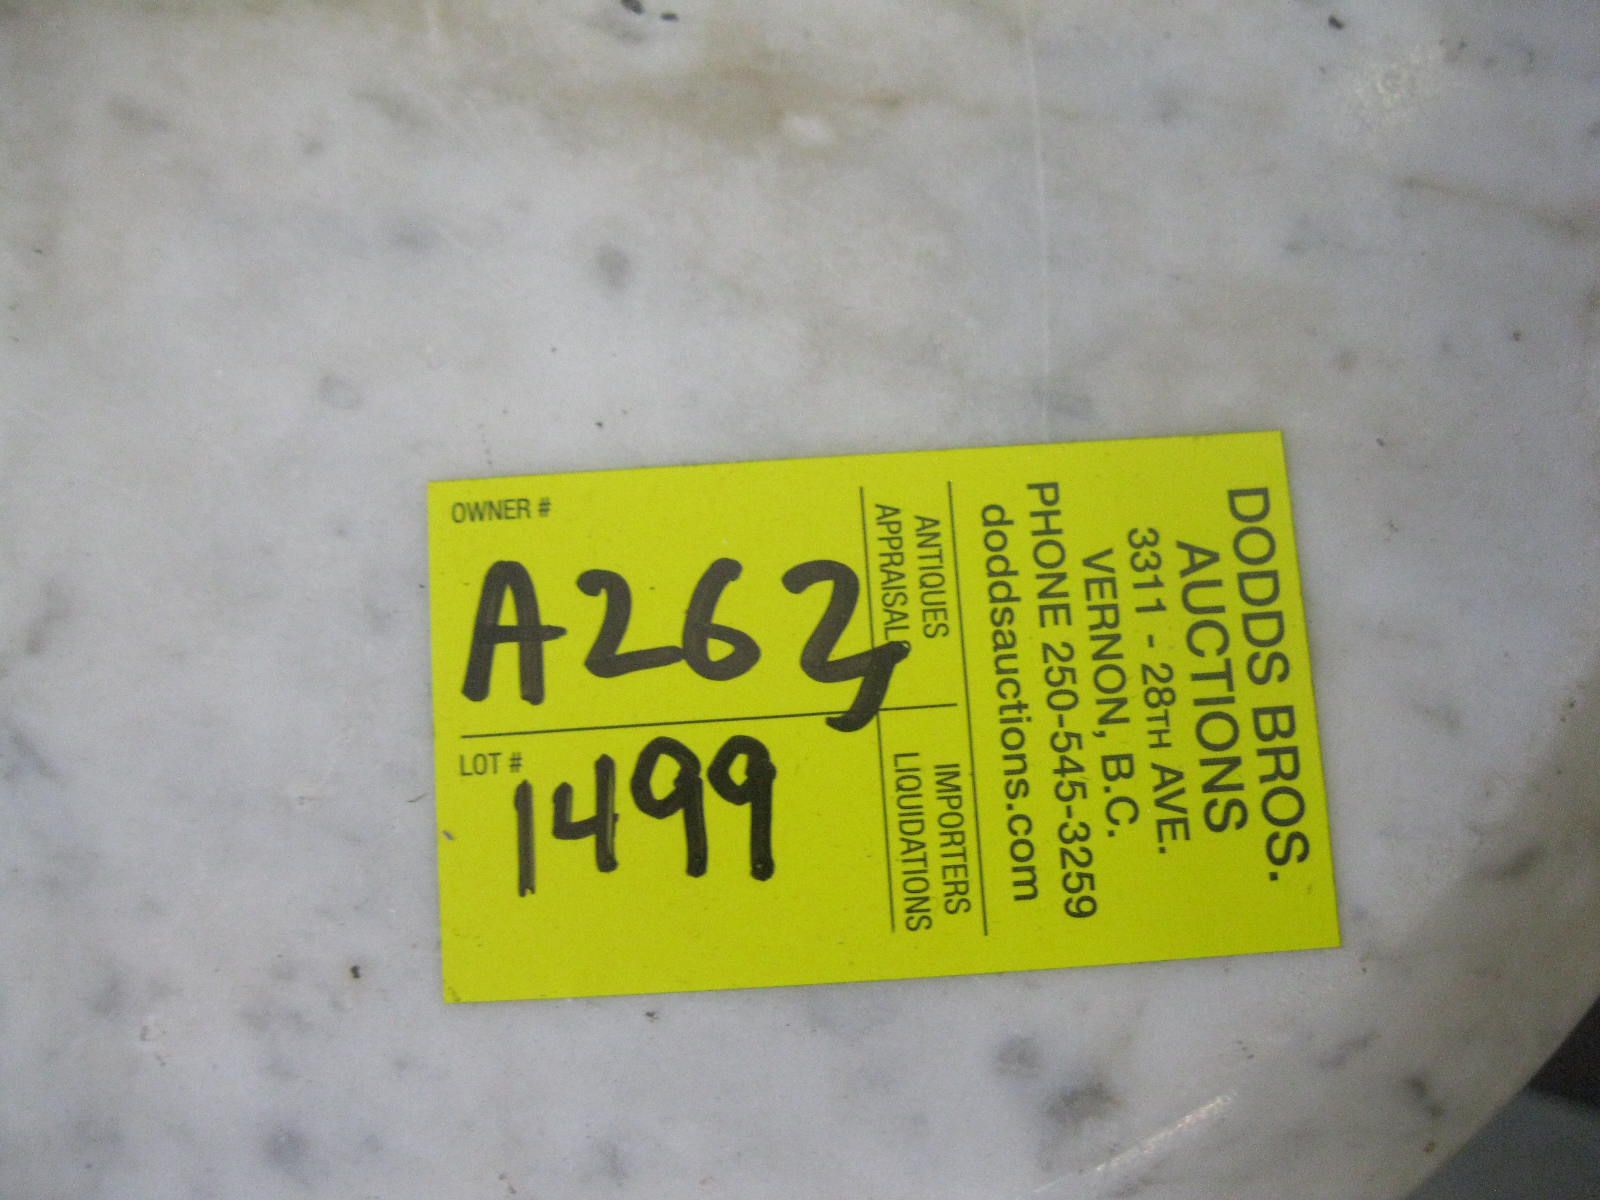 OWNER #
A262
LOT #
1499
ANTIQUES
APPRAISALS
IMPORTERS
LIQUIDATIONS
DODDS BROS.
AUCTIONS
3311 - 28TH AVE.
VERNON, B.C.
PHONE 250-545-3259
doddsauctions.com